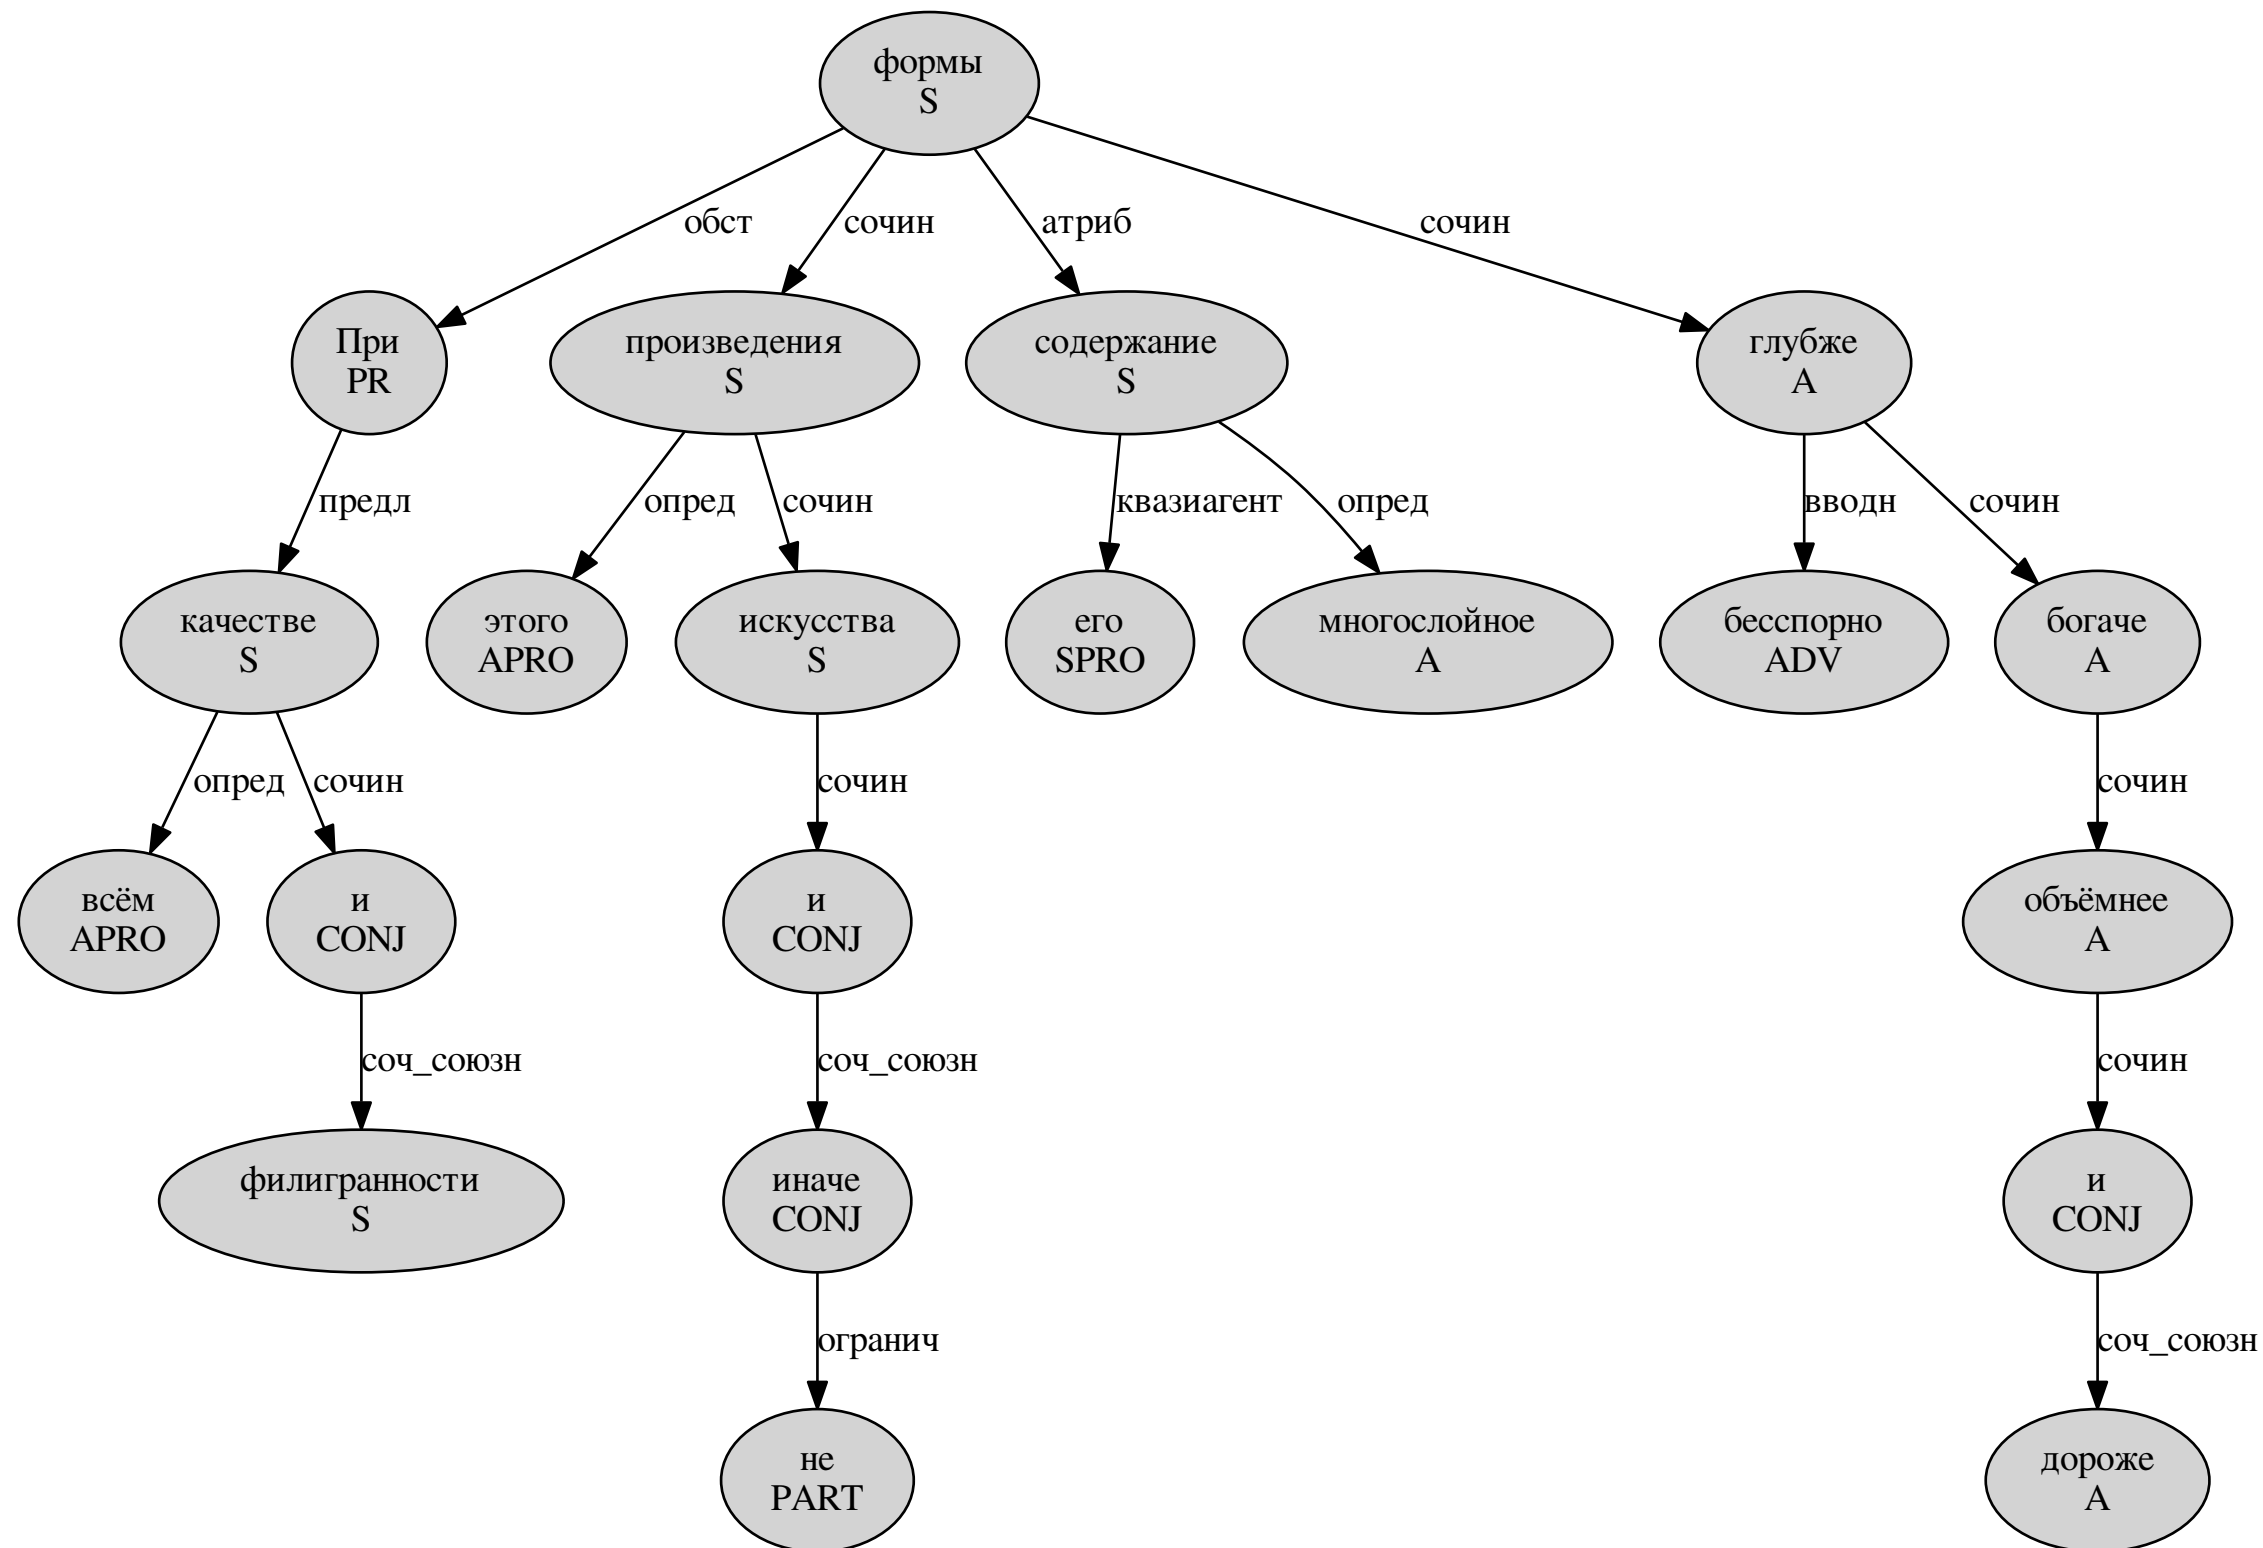 формы
S
обст
сочин
атриб
сочин
При
PR
произведения
S
содержание
S
глубже
A
предл
опред
сочин
квазиагент
опред
вводн
сочин
качестве
S
этого
APRO
искусства
S
его
SPRO
многослойное
A
бесспорно
ADV
богаче
A
опред
сочин
сочин
сочин
всём
APRO
и
CONJ
и
CONJ
объёмнее
A
соч_союзн
соч_союзн
сочин
филигранности
S
иначе
CONJ
и
CONJ
огранич
соч_союзн
не
PART
дороже
A